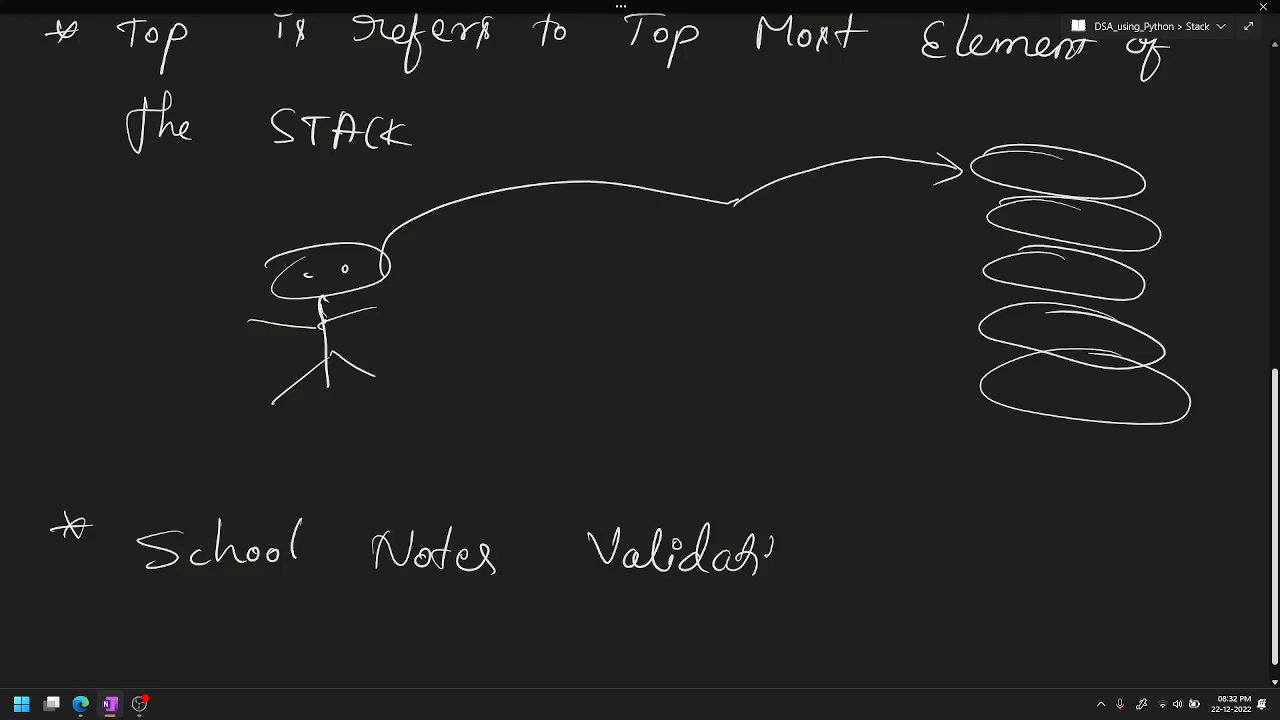 DSA_using_Python > Stack
* Top is refers to Top Most Element of
the STACK
* School Notes Validati
08:32 PM
22-12-2022